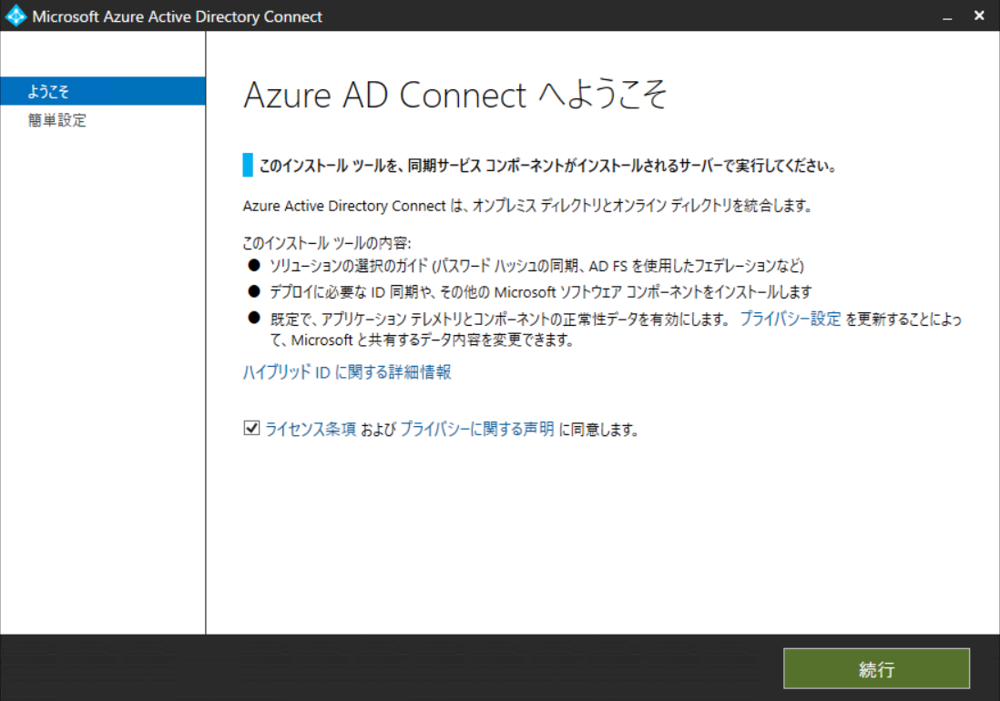 Microsoft Azure Active Directory Connect
ようこそ
簡単設定
Azure AD Connect へようこそ
このインストール ツールを、同期サービス コンポーネントがインストールされるサーバーで実行してください。
Azure Active Directory Connect は、オンプレミス ディレクトリとオンライン ディレクトリを統合します。
このインストール ツールの内容:
● ソリューションの選択のガイド (パスワード ハッシュの同期、AD FS を使用したフェデレーションなど)
● デプロイに必要な ID 同期や、その他の Microsoft ソフトウェア コンポーネントをインストールします
● 既定で、アプリケーション テレメトリとコンポーネントの正常性データを有効にします。 プライバシー設定 を更新することによっ
て、Microsoft と共有するデータ内容を変更できます。
ハイブリッド ID に関する詳細情報
ライセンス条項 および プライバシーに関する声明 に同意します。
続行